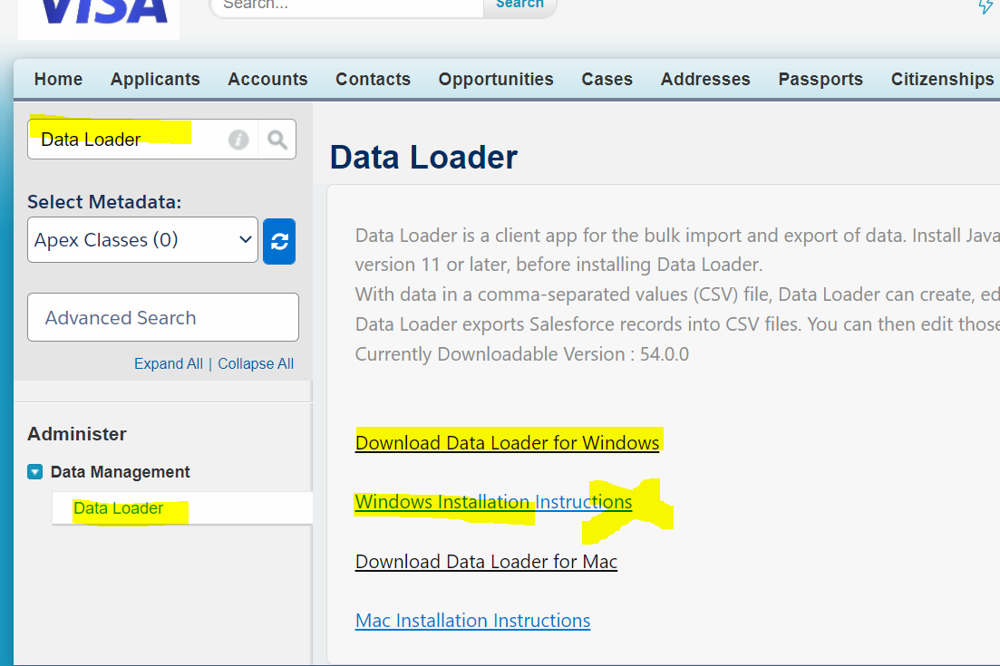 VISA
Search...
Search
Home Applicants Accounts Contacts Opportunities Cases Addresses Passports Citizenships
Data Loader
Select Metadata:
Apex Classes (0)
Advanced Search
Expand All | Collapse All
Administer
Data Management
Data Loader
Data Loader
Data Loader is a client app for the bulk import and export of data. Install Java
version 11 or later, before installing Data Loader.
With data in a comma-separated values (CSV) file, Data Loader can create, ed
Data Loader exports Salesforce records into CSV files. You can then edit those
Currently Downloadable Version : 54.0.0
Download Data Loader for Windows
Windows Installation Instructions
Download Data Loader for Mac
Mac Installation Instructions